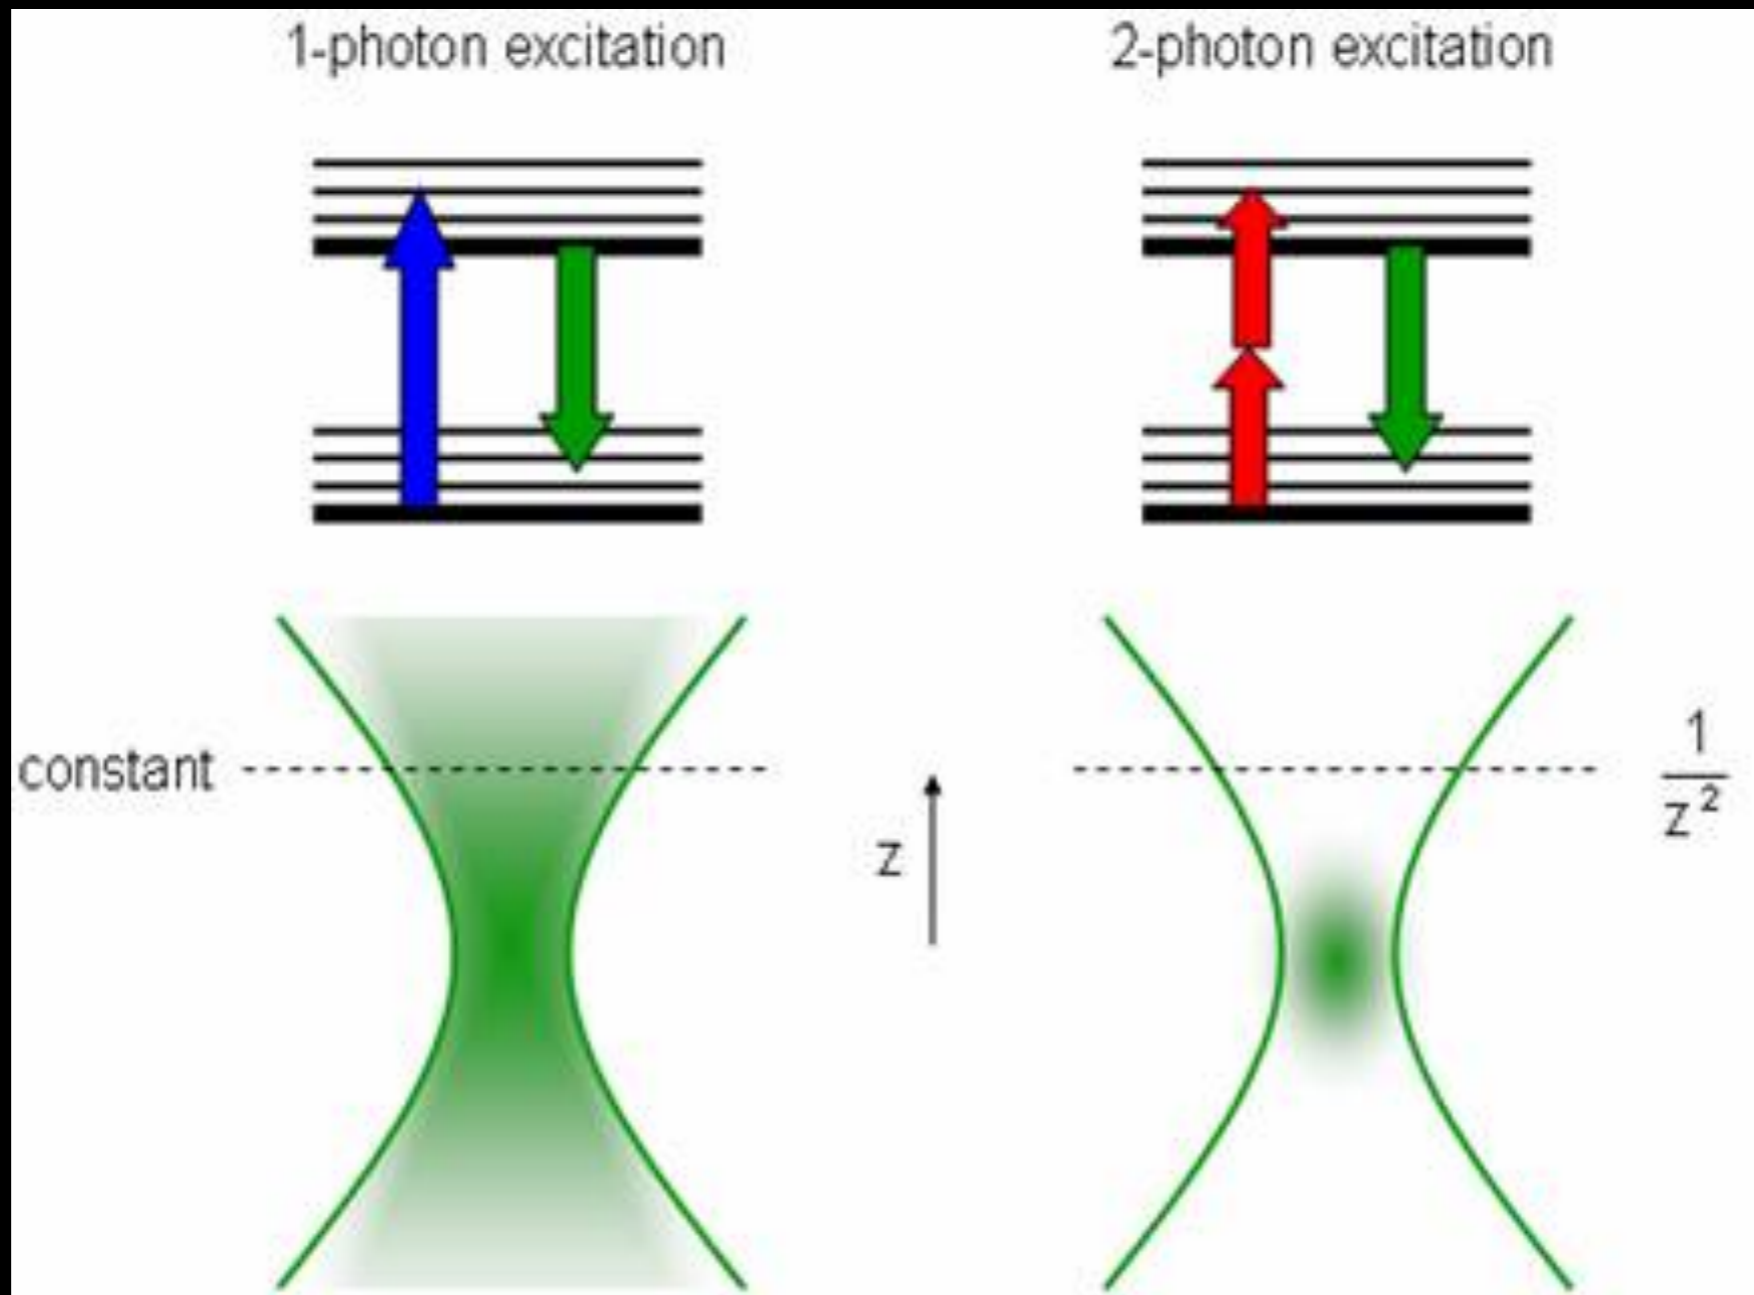 1-photon excitation
2-photon excitation
constant
z
1
z²